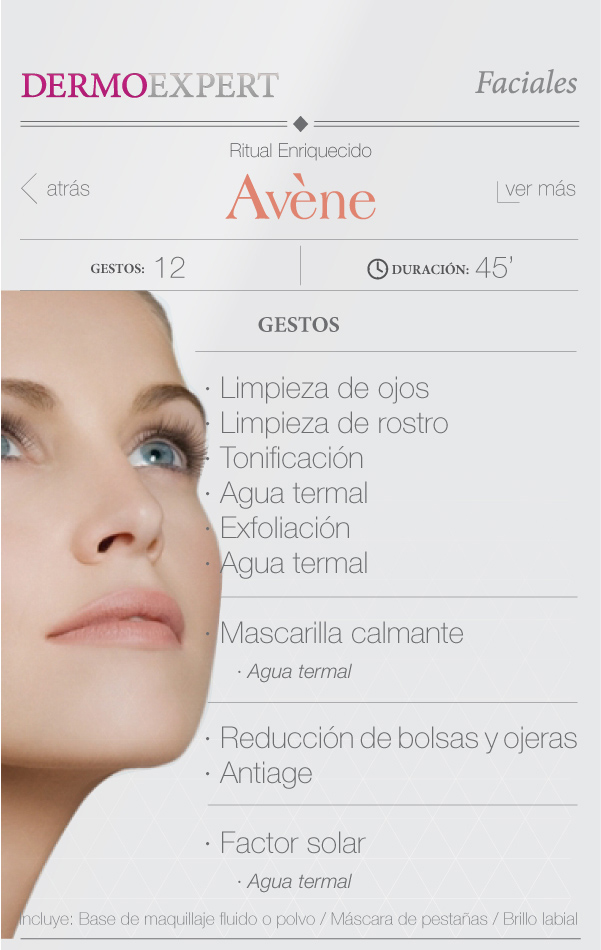 DERMOEXPERT
Faciales
Ritual Enriquecido
atrás
Avène
ver más
GESTOS: 12
DURACIÓN: 45’
GESTOS
· Limpieza de ojos
· Limpieza de rostro
· Tonificación
· Agua termal
· Exfoliación
· Agua termal
· Mascarilla calmante
· Agua termal
· Reducción de bolsas y ojeras
· Antiage
· Factor solar
· Agua termal
Incluye: Base de maquillaje fluido o polvo / Máscara de pestañas / Brillo labial